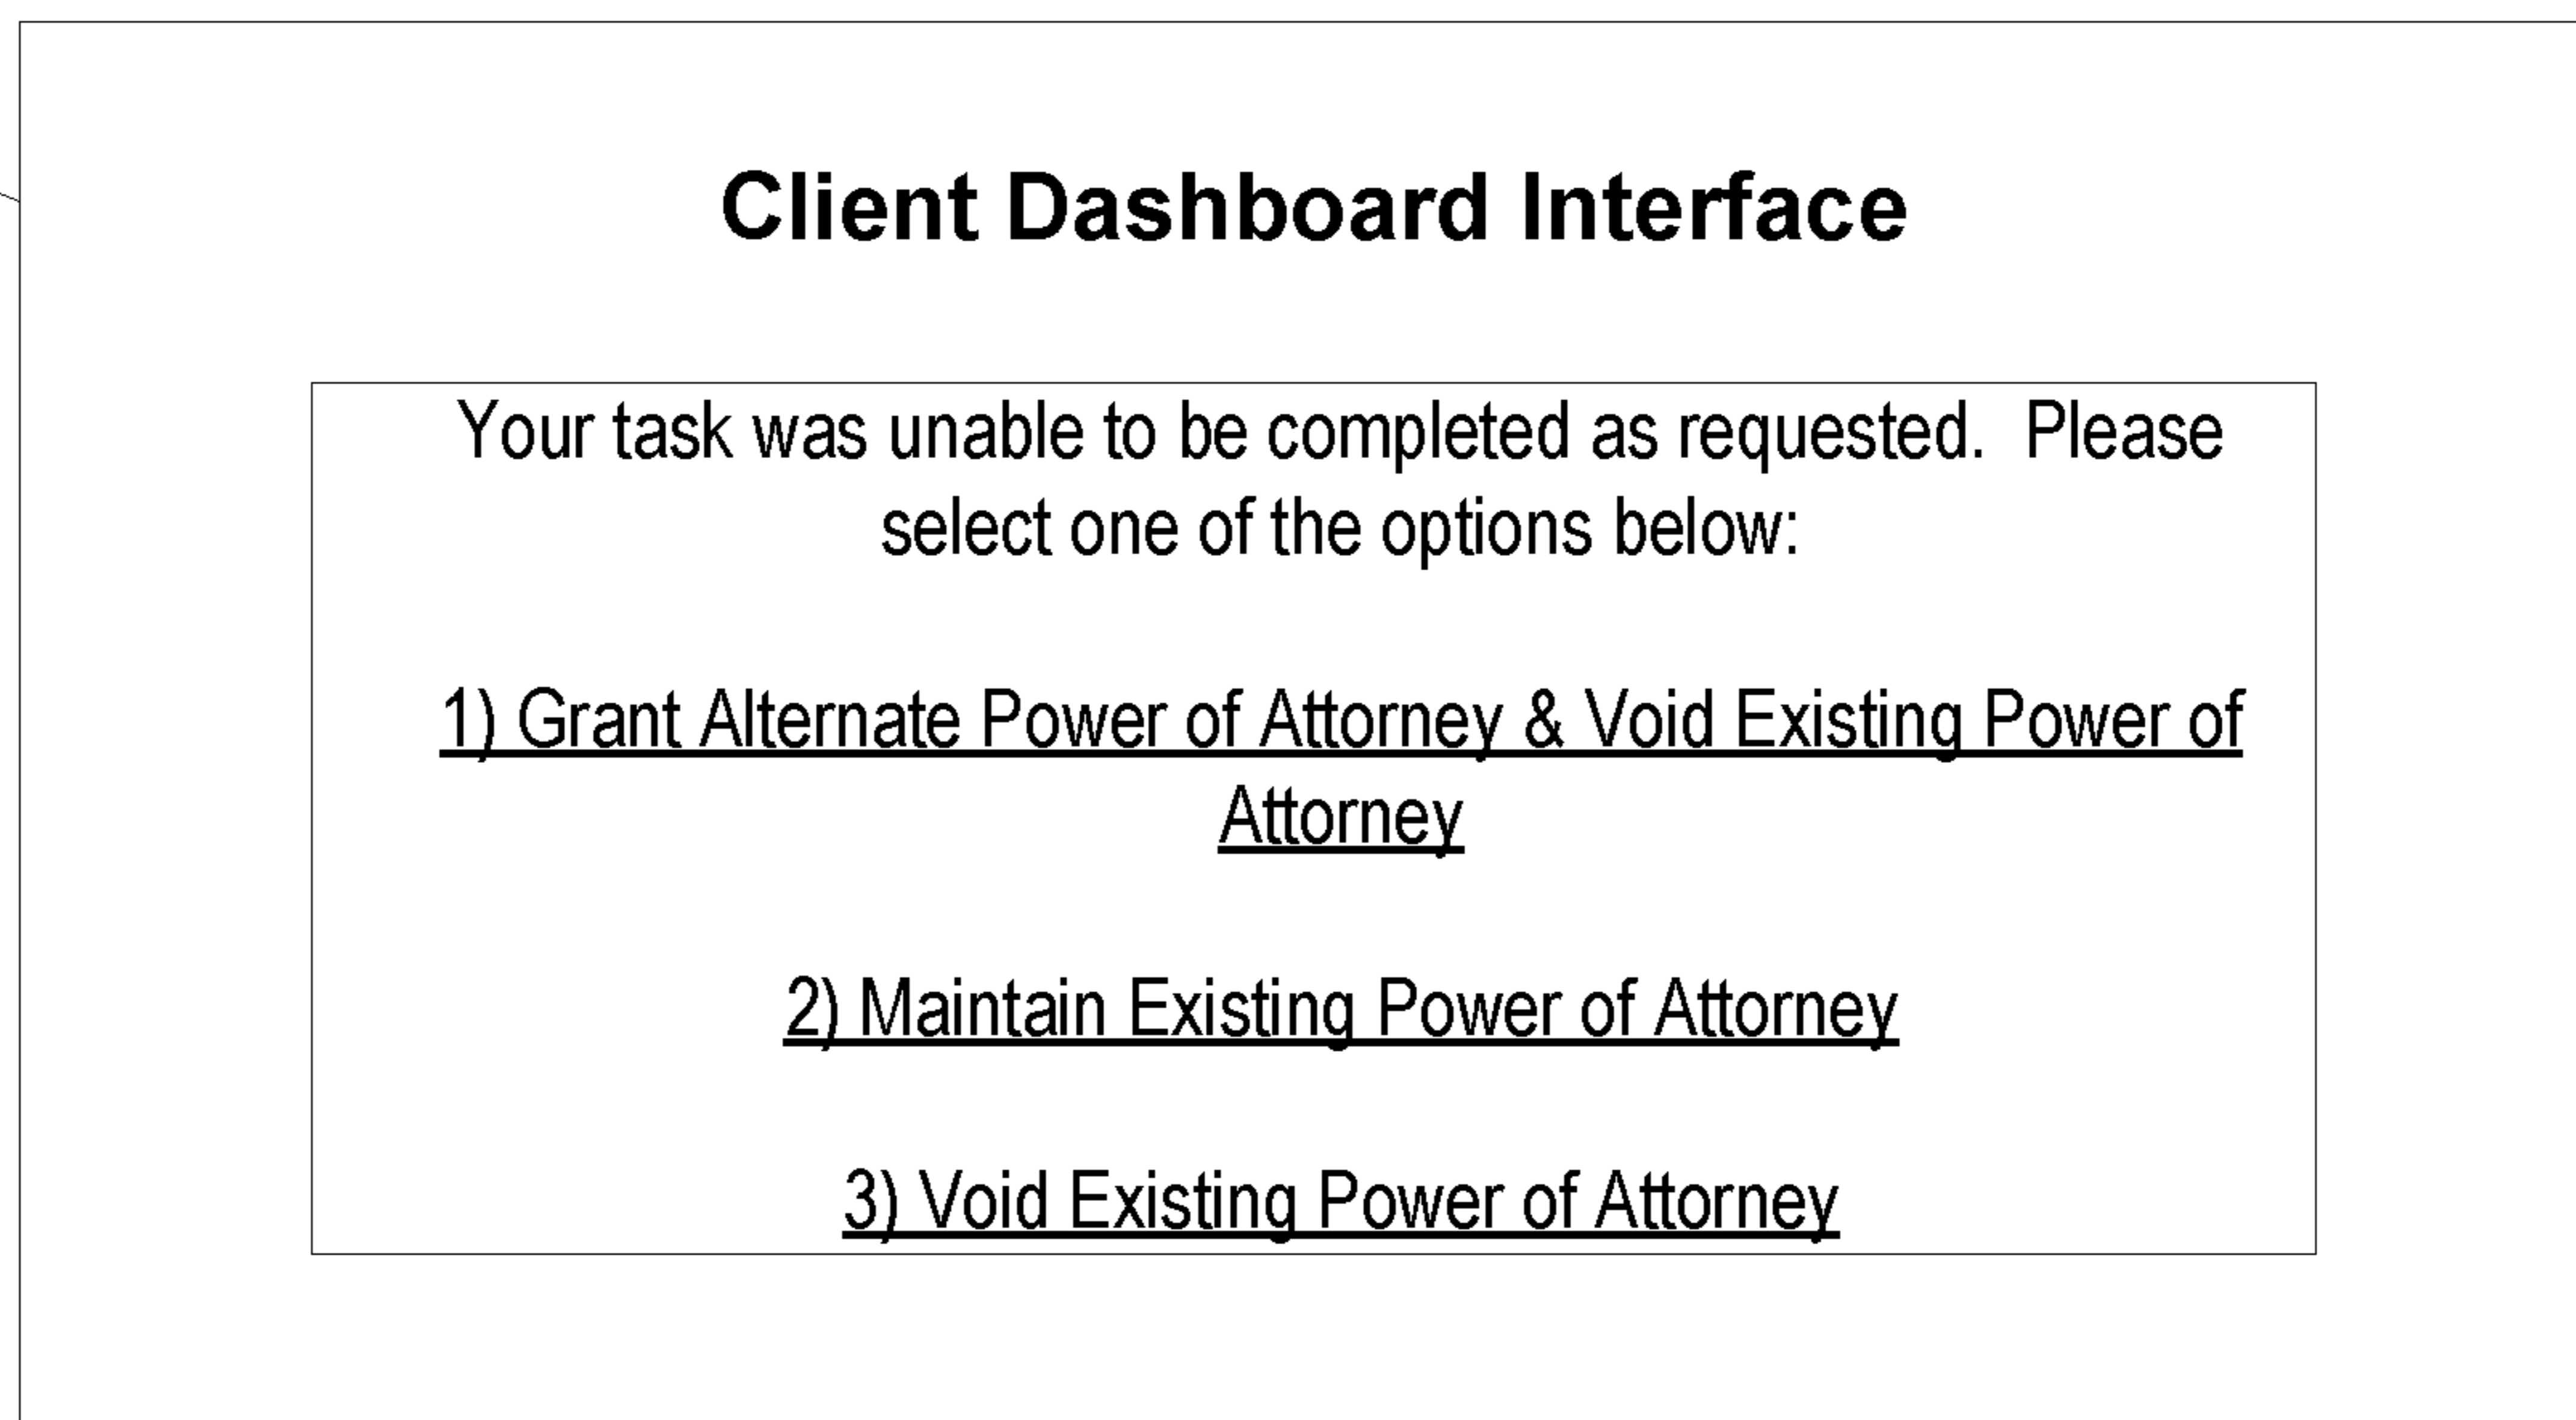 Client Dashboard Interface
Your task was unable to be completed as requested.  Please
select one of the options below:
1) Grant Alternate Power of Attorney & Void Existing Power of
Attorney
2) Maintain Existing Power of Attorney
3) Void Existing Power of Attorney